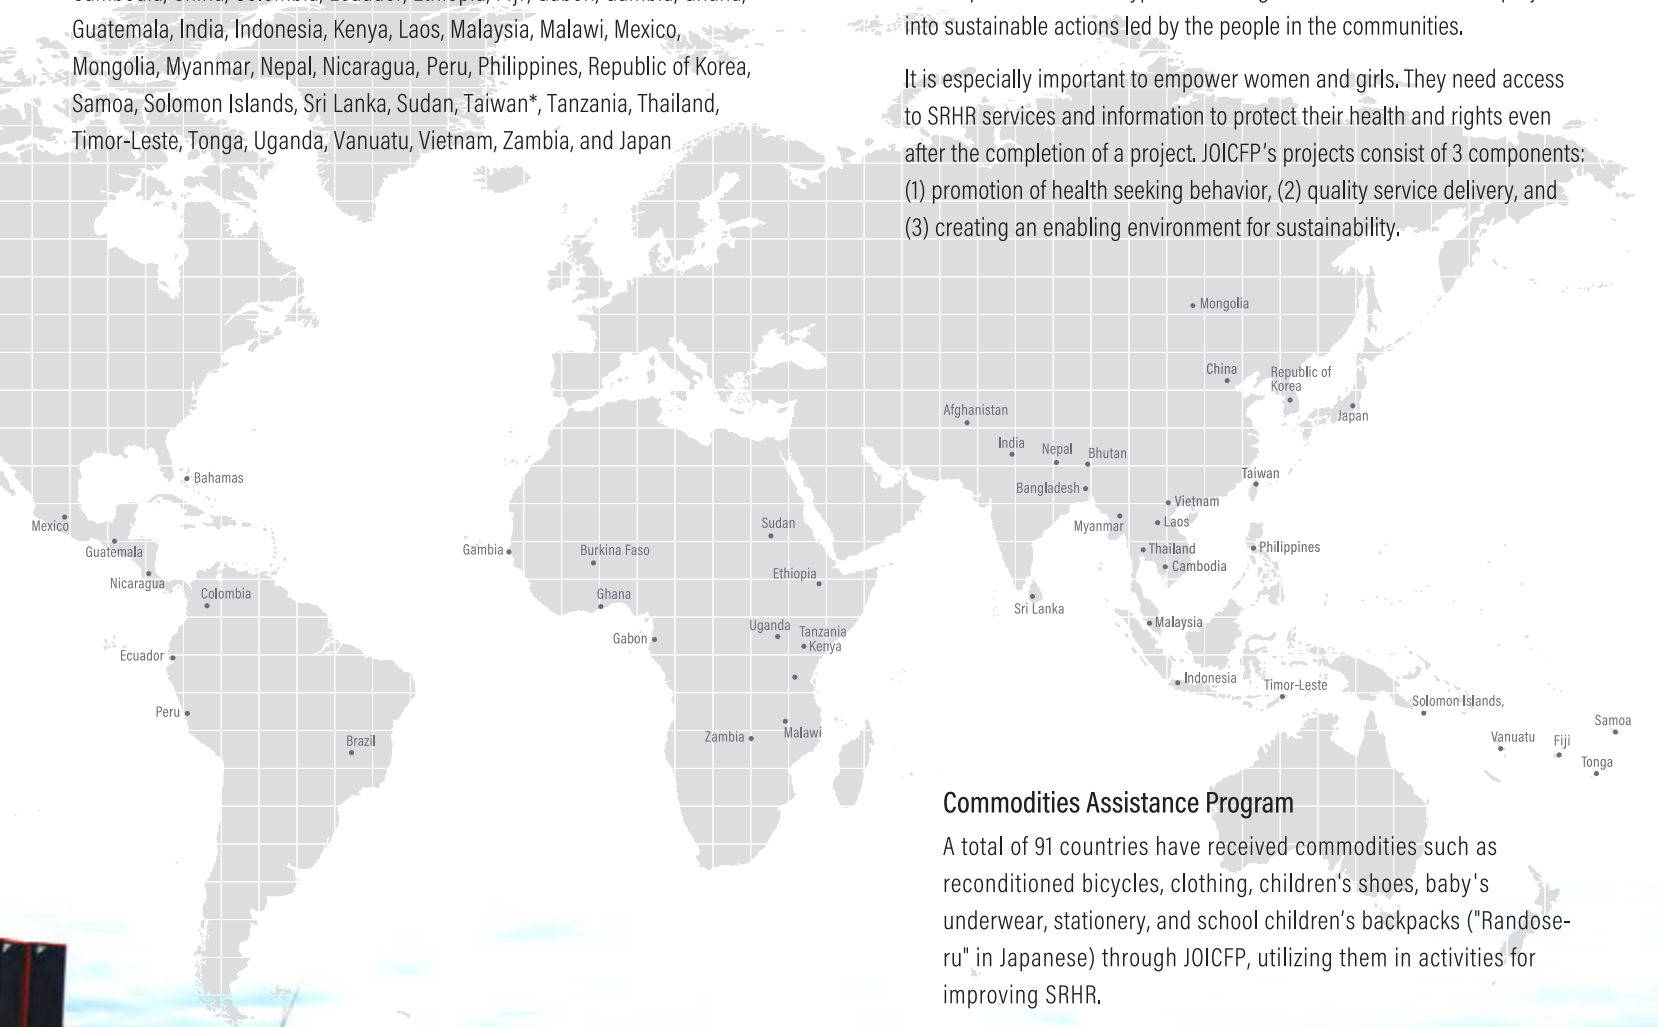 Cambodia, China, Colombia, Ecuador, Ethiopia, Fiji, Gabon, Gambia, Ghana,
Guatemala, India, Indonesia, Kenya, Laos, Malaysia, Malawi, Mexico,
Mongolia, Myanmar, Nepal, Nicaragua, Peru, Philippines, Republic of Korea,
Samoa, Solomon Islands, Sri Lanka, Sudan, Taiwan*, Tanzania, Thailand,
Timor-Leste, Tonga, Uganda, Vanuatu, Vietnam, Zambia, and Japan
into sustainable actions led by the people in the communities.
It is especially important to empower women and girls. They need access
to SRHR services and information to protect their health and rights even
after the completion of a project. JOICFP's projects consist of 3 components:
(1) promotion of health seeking behavior, (2) quality service delivery, and
(3) creating an enabling environment for sustainability.
Mongolia
China
Republic of
Korea
Japan
Afghanistan
India
Nepal
Bhutan
Bangladesh
Taiwan
Vietnam
Myanmar
Laos
Thailand
Philippines
Cambodia
Sri Lanka
Malaysia
Indonesia
Timor-Leste
Solomon Islands,
Samoa
Vanuatu
Fiji
Tonga
Bahamas
Mexico
Guatemala
Nicaragua
Colombia
Ecuador
Peru
Brazil
Gambia
Burkina Faso
Sudan
Ethiopia
Ghana
Gabon
Uganda
Tanzania
Kenya
Zambia
Malawi
Commodities Assistance Program
A total of 91 countries have received commodities such as
reconditioned bicycles, clothing, children's shoes, baby's
underwear, stationery, and school children's backpacks ("Randose-
ru" in Japanese) through JOICFP, utilizing them in activities for
improving SRHR.